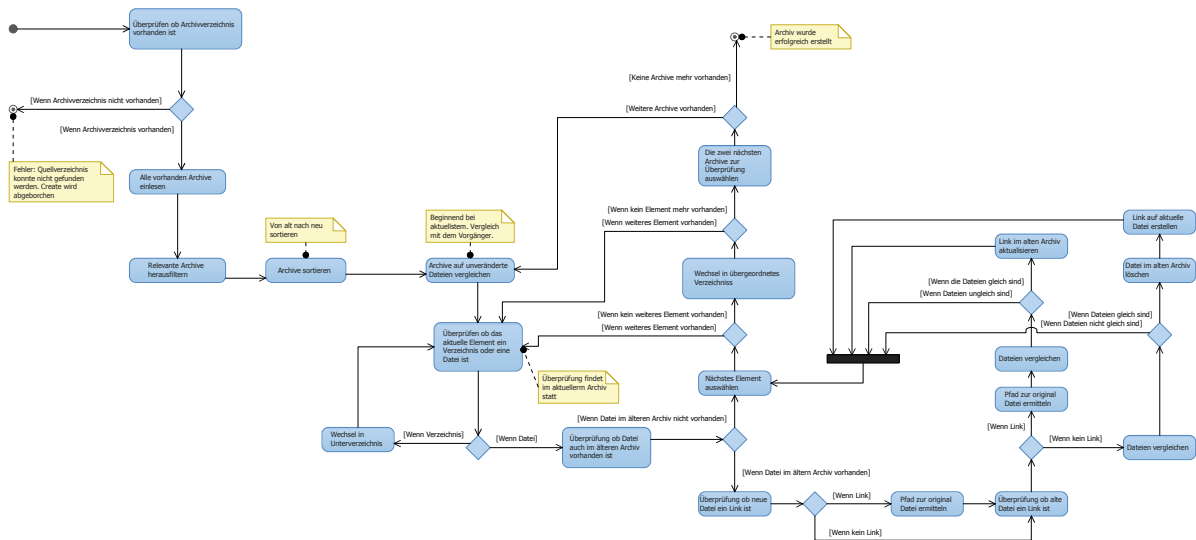 Überprüfen ob Archivverzeichnis
vorhanden ist
[Wenn Archivverzeichnis nicht vorhanden]
[Wenn Archivverzeichnis vorhanden]
Fehler: Quellverzeichnis
konnte nicht gefunden
werden. Create wird
abgeborchen
Alle vorhanden Archive
einlesen
Relevante Archive
herausfiltern
Von alt nach neu
sortieren
Archive sortieren
Beginnend bei
aktuelistem. Vergleich
mit dem Vorgänger.
Archive auf unveränderte
Dateien vergleichen
Überprüfen ob das
aktuelle Element ein
Verzeichnis oder eine
Datei ist
Überprüfung findet
im aktuellerm Archiv
statt
Wechsel in
Unterverzeichnis
[Wenn Verzeichnis]
[Wenn Datei]
Überprüfung ob Datei
auch im älteren Archiv
vorhanden ist
Archiv wurde
erfolgreich erstellt
[Keine Archive mehr vorhanden]
[Weitere Archive vorhanden]
Die zwei nächsten
Archive zur
Überprüfung
auswählen
[Wenn kein Element mehr vorhanden]
[Wenn weiteres Element vorhanden]
Wechsel in übergeordnetes
Verzeichniss
[Wenn kein weiteres Element vorhanden]
[Wenn weiteres Element vorhanden]
Nächstes Element
auswählen
[Wenn Datei im älteren Archiv nicht vorhanden]
[Wenn Datei im ältern Archiv vorhanden]
Überprüfung ob neue
Datei ein Link ist
[Wenn Link]
[Wenn kein Link]
Pfad zur original
Datei ermitteln
Überprüfung ob alte
Datei ein Link ist
[Wenn Link]
[Wenn kein Link]
Pfad zur original
Datei ermitteln
Dateien vergleichen
[Wenn die Dateien gleich sind]
[Wenn Dateien ungleich sind]
Link im alten Archiv
aktualisieren
Dateien vergleichen
[Wenn Dateien gleich sind]
[Wenn Dateien nicht gleich sind]
Datei im alten Archiv
löschen
Link auf aktuelle
Datei erstellen